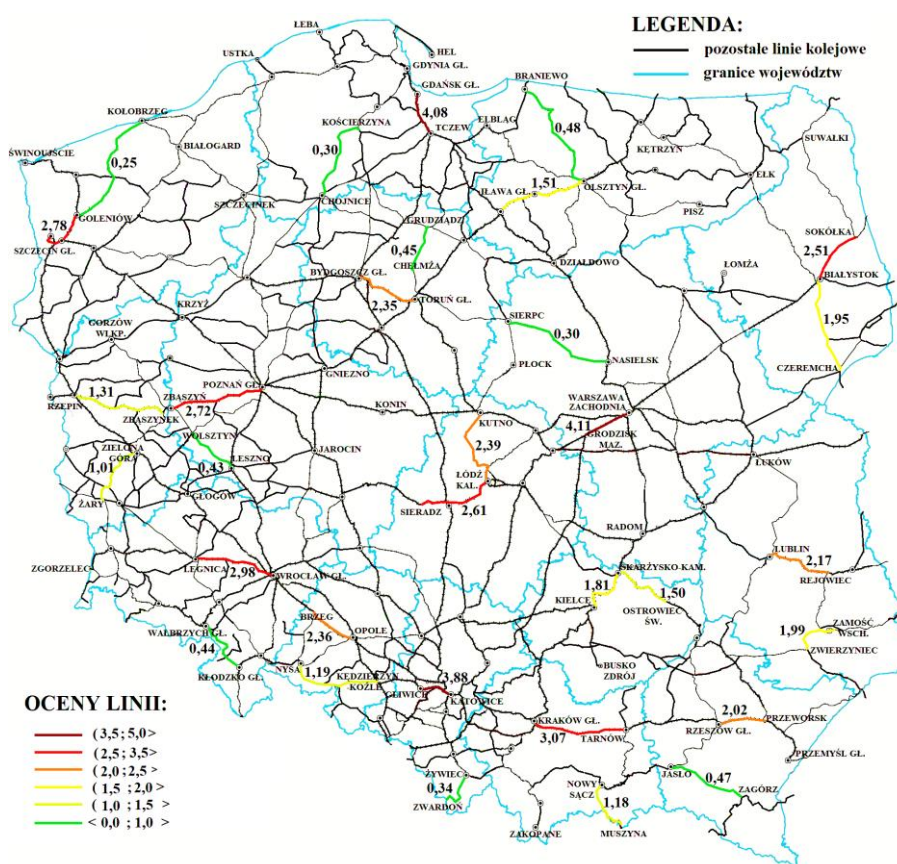 LEGENDA:
pozostałe linie kolejowe
granice województw
ŁEBA
USTKA
HEL
GDYNIA GŁ.
GDAŃSK GŁ.
BRANIEWO
KOŁOBRZEG
4,08
ELBLĄG
KOŚCIERZYNA
TCZEW
0,48
SUWAŁKI
BIAŁOGARD
KĘTRZYN
ŚWINOUJŚCIE
0,25
0,30
EŁK
IŁAWA GŁ.
1,51
OLSZTYN GŁ.
SZCZECINEK
CHOJNICE
PISZ
GOLENIÓW
2,78
GRUDZIĄDZ
SOKÓŁKA
SZCZECIN GŁ.
0,45
2,51
CHEŁMŻA
DZIAŁDOWO
ŁOMŻA
BYDGOSZCZ GŁ.
BIAŁYSTOK
2,35
TORUŃ GŁ.
KRZYŻ
SIERPC
1,95
GORZÓW
WLKP.
0,30
NASIELSK
PŁOCK
GNIEZNO
CZEREMCHA
POZNAŃ GŁ.
1,31
ZBĄSZYŃ
WARSZAWA
ZACHODNIA
RZEPIN
2,72
KONIN
ZBASZYNEK
KUTNO
4,11
GRODZISK
MAZ.
WOLSZTYN
2,39
ZIELONA
GÓRA
JAROCIN
ŁUKÓW
1,01
0,43
LESZNO
ŁÓDŹ
KAL.
GŁOGÓW
ŻARY
SIERADZ
2,61
RADOM
ZGORZELEC
LUBLIN
LEGNICA
2,98
2,17
WROCŁAW GŁ.
SKARŻYSKO-KAM.
REJOWIEC
1,81
1,50
KIELCE
OSTROWIEC
ŚW.
BRZEG
ZAMOŚĆ
WSCH.
WAŁBRZYCH GŁ.
1,99
2,36
OPOLE
0,44
ZWIERZYNIEC
NYSA
KŁODZKO GŁ.
1,19
KĘDZIERZYN
KOŹLE
BUSKO
ZDRÓJ
3,88
GLIWICE
KATOWICE
OCENY LINII:
KRAKÓW GŁ.
2,02
PRZEWORSK
( 3,5 ; 5,0 >
3,07
TARNÓW
RZESZÓW GŁ.
( 2,5 ; 3,5 >
PRZEMYŚL GŁ.
( 2,0 ; 2,5 >
ŻYWIEC
JASŁO
0,47
( 1,5 ; 2,0 >
0,34
NOWY
SĄCZ
ZAGÓRZ
( 1,0 ; 1,5 >
ZWARDOŃ
1,18
< 0,0 ; 1,0 >
ZAKOPANE
MUSZYNA